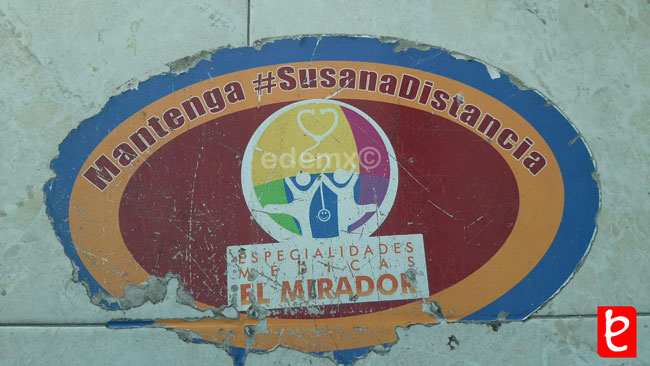 Mantenga #SusanaDistancia
edemx©
ESPECIALIDADES
MEDICAS
EL MIRADOR
e